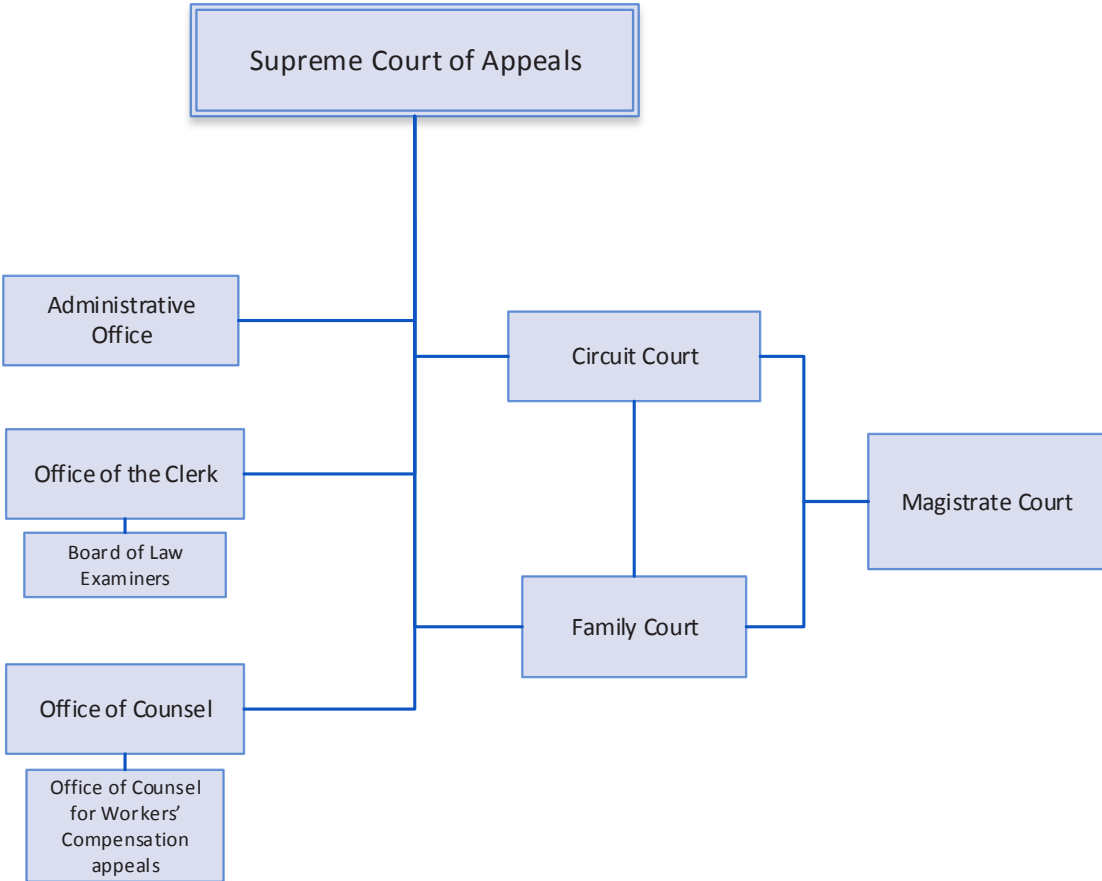 Supreme Court of Appeals
Administrative
Office
Circuit Court
Office of the Clerk
Magistrate Court
Board of Law
Examiners
Family Court
Office of Counsel
Office of Counsel
for Workers’
Compensation
appeals